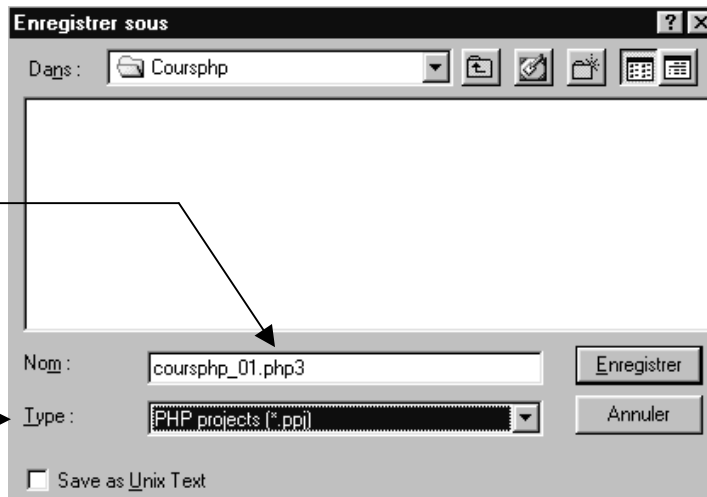 Enregistrer sous
Dans : Coursphp
Nom : coursphp_01.php3 Enregistrer
Type : PHP projects (*.ppj) Annuler
Save as Unix Text